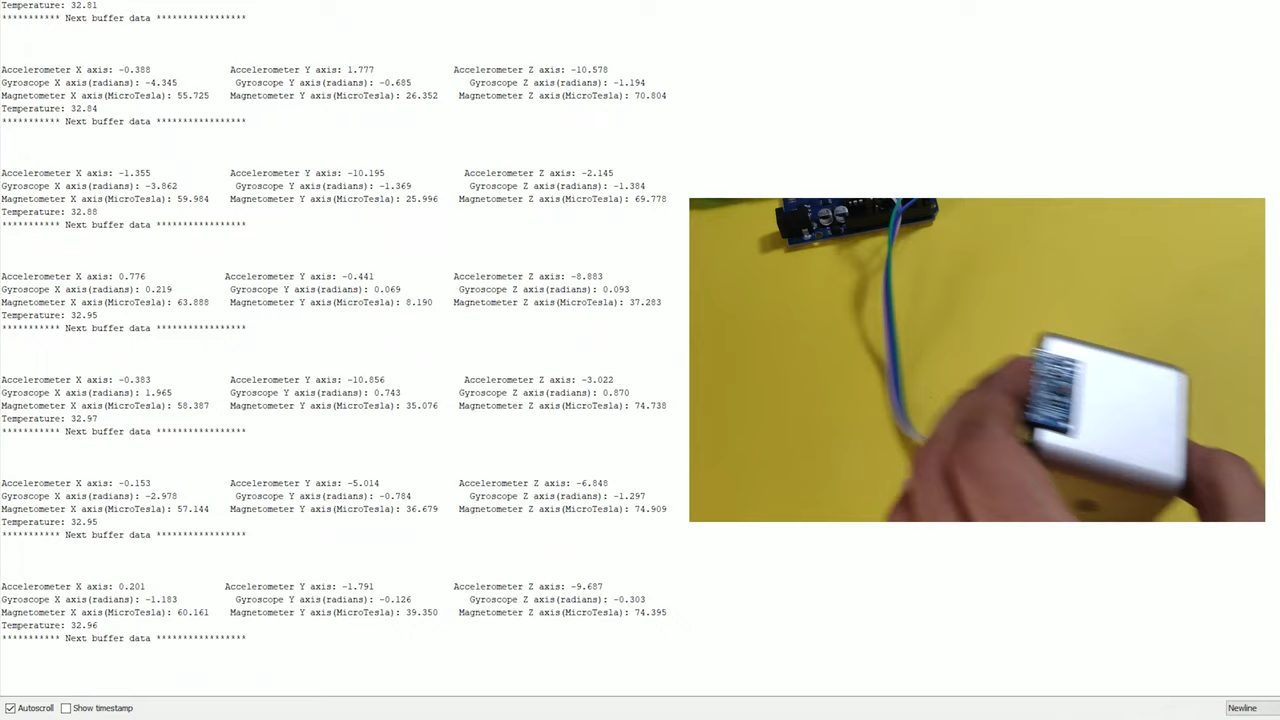 Temperature: 32.81
*********** Next buffer data *****************
Accelerometer X axis: -0.388 Accelerometer Y axis: 1.777 Accelerometer Z axis: -10.578
Gyroscope X axis(radians): -4.345 Gyroscope Y axis(radians): -0.685 Gyroscope Z axis(radians): -1.194
Magnetometer X axis(MicroTesla): 55.725 Magnetometer Y axis(MicroTesla): 26.352 Magnetometer Z axis(MicroTesla): 70.804
Temperature: 32.84
*********** Next buffer data *****************
Accelerometer X axis: -1.355 Accelerometer Y axis: -10.195 Accelerometer Z axis: -2.145
Gyroscope X axis(radians): -3.862 Gyroscope Y axis(radians): -1.369 Gyroscope Z axis(radians): -1.384
Magnetometer X axis(MicroTesla): 59.984 Magnetometer Y axis(MicroTesla): 25.996 Magnetometer Z axis(MicroTesla): 69.778
Temperature: 32.88
*********** Next buffer data *****************
Accelerometer X axis: 0.776 Accelerometer Y axis: -0.441 Accelerometer Z axis: -8.883
Gyroscope X axis(radians): 0.219 Gyroscope Y axis(radians): 0.069 Gyroscope Z axis(radians): 0.093
Magnetometer X axis(MicroTesla): 63.888 Magnetometer Y axis(MicroTesla): 8.190 Magnetometer Z axis(MicroTesla): 37.283
Temperature: 32.95
*********** Next buffer data *****************
Accelerometer X axis: -0.383 Accelerometer Y axis: -10.856 Accelerometer Z axis: -3.022
Gyroscope X axis(radians): 1.965 Gyroscope Y axis(radians): 0.743 Gyroscope Z axis(radians): 0.870
Magnetometer X axis(MicroTesla): 58.387 Magnetometer Y axis(MicroTesla): 35.076 Magnetometer Z axis(MicroTesla): 74.738
Temperature: 32.97
*********** Next buffer data *****************
Accelerometer X axis: -0.153 Accelerometer Y axis: -5.014 Accelerometer Z axis: -6.848
Gyroscope X axis(radians): -2.978 Gyroscope Y axis(radians): -0.784 Gyroscope Z axis(radians): -1.297
Magnetometer X axis(MicroTesla): 57.144 Magnetometer Y axis(MicroTesla): 36.679 Magnetometer Z axis(MicroTesla): 74.909
Temperature: 32.95
*********** Next buffer data *****************
Accelerometer X axis: 0.201 Accelerometer Y axis: -1.791 Accelerometer Z axis: -9.687
Gyroscope X axis(radians): -1.183 Gyroscope Y axis(radians): -0.126 Gyroscope Z axis(radians): -0.303
Magnetometer X axis(MicroTesla): 60.161 Magnetometer Y axis(MicroTesla): 39.350 Magnetometer Z axis(MicroTesla): 74.395
Temperature: 32.96
*********** Next buffer data *****************
Autoscroll Show timestamp Newline